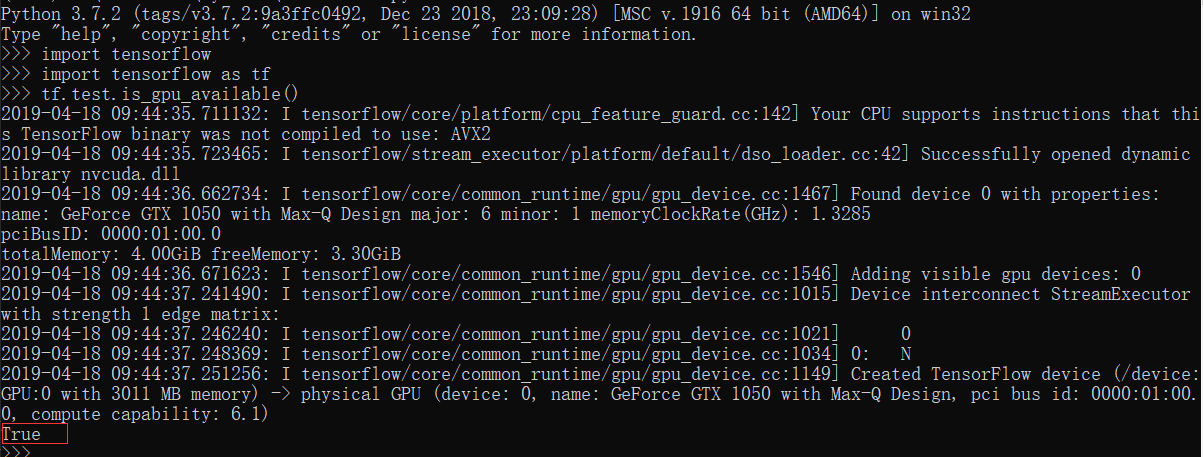 Python 3.7.2 (tags/v3.7.2:9a3ffc0492, Dec 23 2018, 23:09:28) [MSC v.1916 64 bit (AMD64)] on win32
Type "help", "copyright", "credits" or "license" for more information.
>>> import tensorflow
>>> import tensorflow as tf
>>> tf.test.is_gpu_available()
2019-04-18 09:44:35.711132: I tensorflow/core/platform/cpu_feature_guard.cc:142] Your CPU supports instructions that thi
s TensorFlow binary was not compiled to use: AVX2
2019-04-18 09:44:35.723465: I tensorflow/stream_executor/platform/default/dso_loader.cc:42] Successfully opened dynamic
library nvcuda.dll
2019-04-18 09:44:36.662734: I tensorflow/core/common_runtime/gpu/gpu_device.cc:1467] Found device 0 with properties:
name: GeForce GTX 1050 with Max-Q Design major: 6 minor: 1 memoryClockRate(GHz): 1.3285
pciBusID: 0000:01:00.0
totalMemory: 4.00GiB freeMemory: 3.30GiB
2019-04-18 09:44:36.671623: I tensorflow/core/common_runtime/gpu/gpu_device.cc:1546] Adding visible gpu devices: 0
2019-04-18 09:44:37.241490: I tensorflow/core/common_runtime/gpu/gpu_device.cc:1015] Device interconnect StreamExecutor
with strength 1 edge matrix:
2019-04-18 09:44:37.246240: I tensorflow/core/common_runtime/gpu/gpu_device.cc:1021]      0
2019-04-18 09:44:37.248369: I tensorflow/core/common_runtime/gpu/gpu_device.cc:1034] 0:   N
2019-04-18 09:44:37.251256: I tensorflow/core/common_runtime/gpu/gpu_device.cc:1149] Created TensorFlow device (/device:
GPU:0 with 3011 MB memory) -> physical GPU (device: 0, name: GeForce GTX 1050 with Max-Q Design, pci bus id: 0000:01:00.
0, compute capability: 6.1)
True
>>>